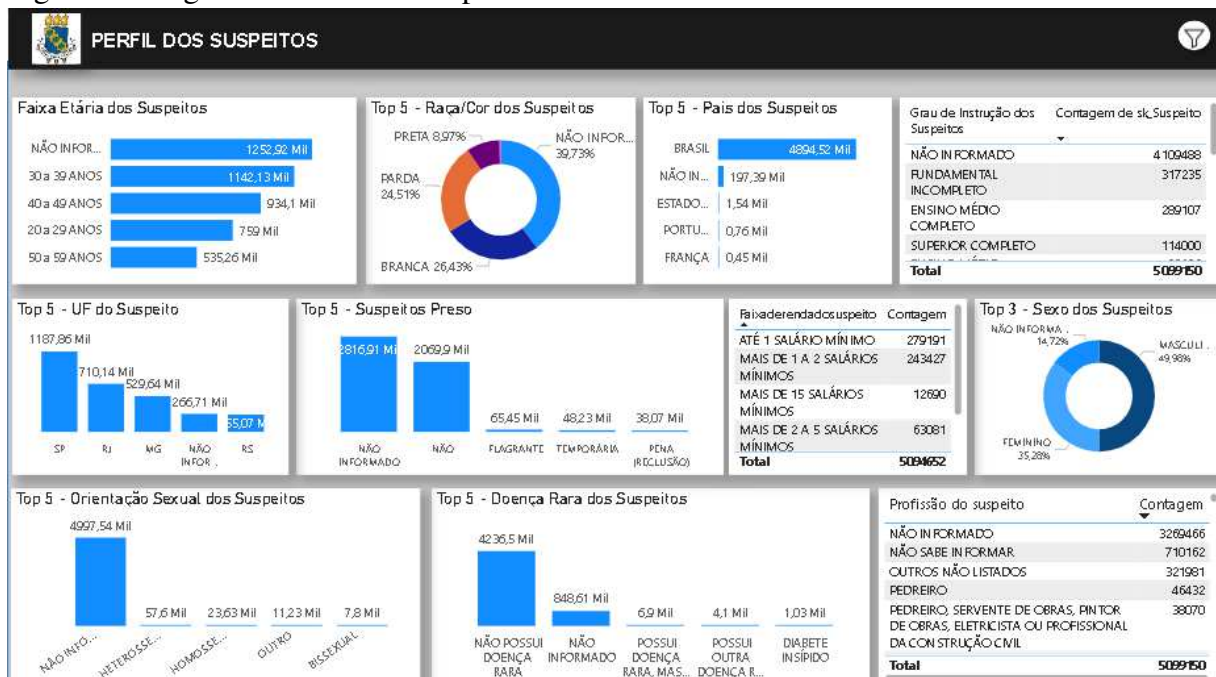 PERFIL DOS SUSPEITOS
Faixa Etária dos Suspeitos
NÃO INFOR...
1252,92 Mil
30 a 39 ANOS
1142,13 Mil
40 a 49 ANOS
934,1 Mil
20 a 29 ANOS
759 Mil
50 a 59 ANOS
535,26 Mil
Top 5 - Raça/Cor dos Suspeitos
PRETA 8,97%
NÃO INFOR...
39,73%
PARDA
24,51%
BRANCA 26,43%
Top 5 - Pais dos Suspeitos
BRASIL
4894,52 Mil
NÃO IN...
197,39 Mil
ESTADO...
1,54 Mil
PORTU...
0,76 Mil
FRANÇA
0,45 Mil
Grau de Instrução dos Suspeitos
Contagem de sk_Suspeito
NÃO INFORMADO 4109488
FUNDAMENTAL INCOMPLETO 317235
ENSINO MÉDIO COMPLETO 289107
SUPERIOR COMPLETO 114000
Total 5099150
Top 5 - UF do Suspeito
1187,86 Mil
710,14 Mil
529,64 Mil
266,71 Mil
SP
RJ
MG
NÃO INFOR...
RS
Top 5 - Suspeitos Preso
2816,91 Mil
2069,9 Mil
65,45 Mil
48,23 Mil
38,07 Mil
NÃO INFORMADO
NÃO
FLAGRANTE
TEMPORÁRIA
PENA (RECLUSÃO)
Faixaderendadosuspeito Contagem
ATÉ 1 SALÁRIO MÍNIMO 279191
MAIS DE 1 A 2 SALÁRIOS MÍNIMOS 243427
MAIS DE 15 SALÁRIOS MÍNIMOS 12690
MAIS DE 2 A 5 SALÁRIOS MÍNIMOS 63081
Total 5094652
Top 3 - Sexo dos Suspeitos
NÃO INFORMA...
14,72%
MASCULI...
49,98%
FEMININO
35,28%
Top 5 - Orientação Sexual dos Suspeitos
4997,54 Mil
57,6 Mil
23,63 Mil
11,23 Mil
7,8 Mil
NÃO INFO...
HETEROSSE...
HOMOSSE...
OUTRO
BISSEXUAL
Top 5 - Doença Rara dos Suspeitos
4236,5 Mil
848,61 Mil
6,9 Mil
4,1 Mil
1,03 Mil
NÃO POSSUI DOENÇA RARA
NÃO INFORMADO
POSSUI DOENÇA RARA, MAS...
POSSUI OUTRA DOENÇA R...
DIABETE INSÍPIDO
Profissão do suspeito Contagem
NÃO INFORMADO 3269466
NÃO SABE INFORMAR 710162
OUTROS NÃO LISTADOS 321981
PEDREIRO 46432
PEDREIRO, SERVENTE DE OBRAS, PINTOR 38070
DE OBRAS, ELETRICISTA OU PROFISSIONAL
DA CONSTRUÇÃO CIVIL
Total 5099150